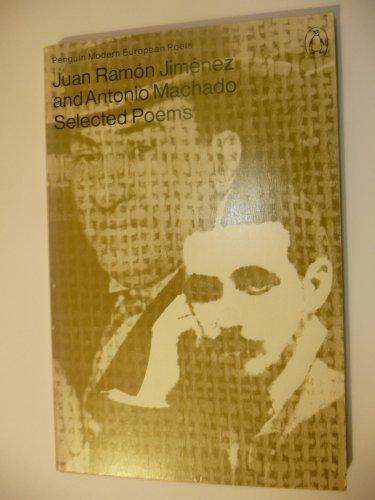 Penguin Modern European Poets
Juan Ramón Jiménez
and Antonio Machado
Selected Poems